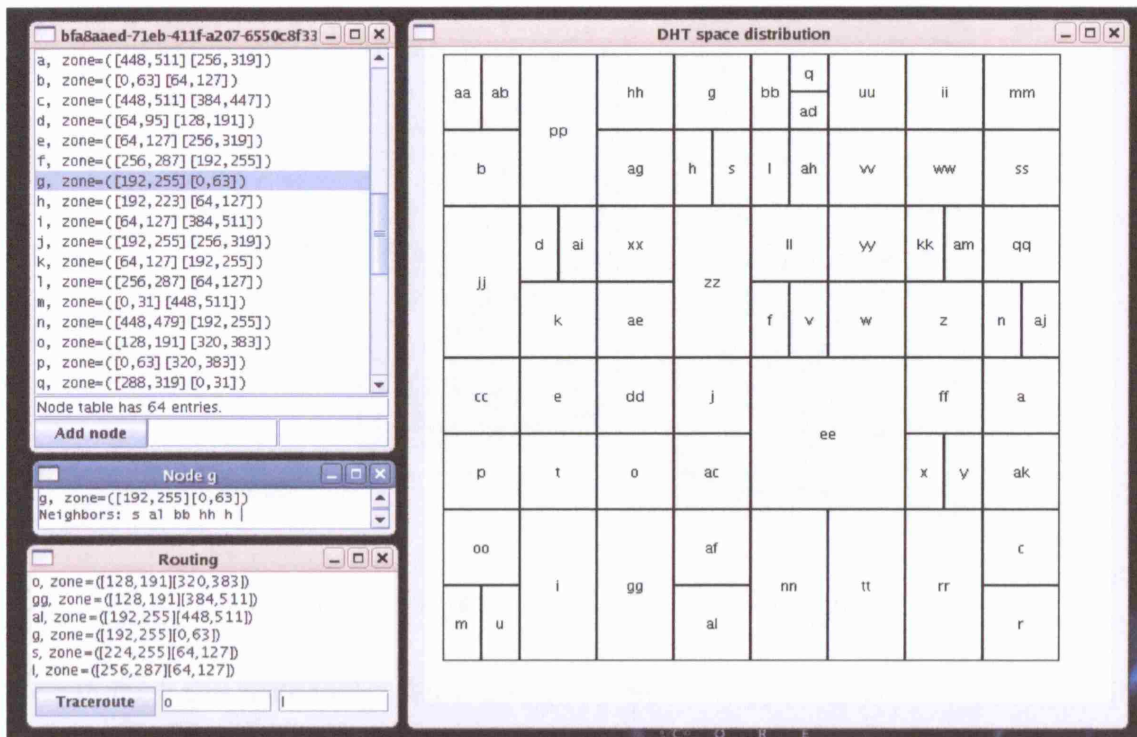 bfa8aaed-71eb-411f-a207-6550c8f33
a, zone=([448,511][256,319])
b, zone=([0,63][64,127])
c, zone=([448,511][384,447])
d, zone=([64,95][128,191])
e, zone=([64,127][256,319])
f, zone=([256,287][192,255])
g, zone=([192,255][0,63])
h, zone=([192,223][64,127])
i, zone=([64,127][384,511])
j, zone=([192,255][256,319])
k, zone=([64,127][192,255])
l, zone=([256,287][64,127])
m, zone=([0,31][448,511])
n, zone=([448,479][192,255])
o, zone=([128,191][320,383])
p, zone=([0,63][320,383])
q, zone=([288,319][0,31])
Node table has 64 entries.
Add node
Node g
g, zone=([192,255][0,63])
Neighbors: s al bb hh h
Routing
o, zone=([128,191][320,383])
gg, zone=([128,191][384,511])
al, zone=([192,255][448,511])
g, zone=([192,255][0,63])
s, zone=([224,255][64,127])
l, zone=([256,287][64,127])
Traceroute o l
DHT space distribution
aa ab pp hh g bb q uu ii mm
ad
b ag h s l ah vv ww ss
jj d ai xx zz ll yy kk am qq
k ae f v w z n aj
cc e dd j ee ff a
p t o ac x y ak
oo i gg af nn tt rr c
m u al r